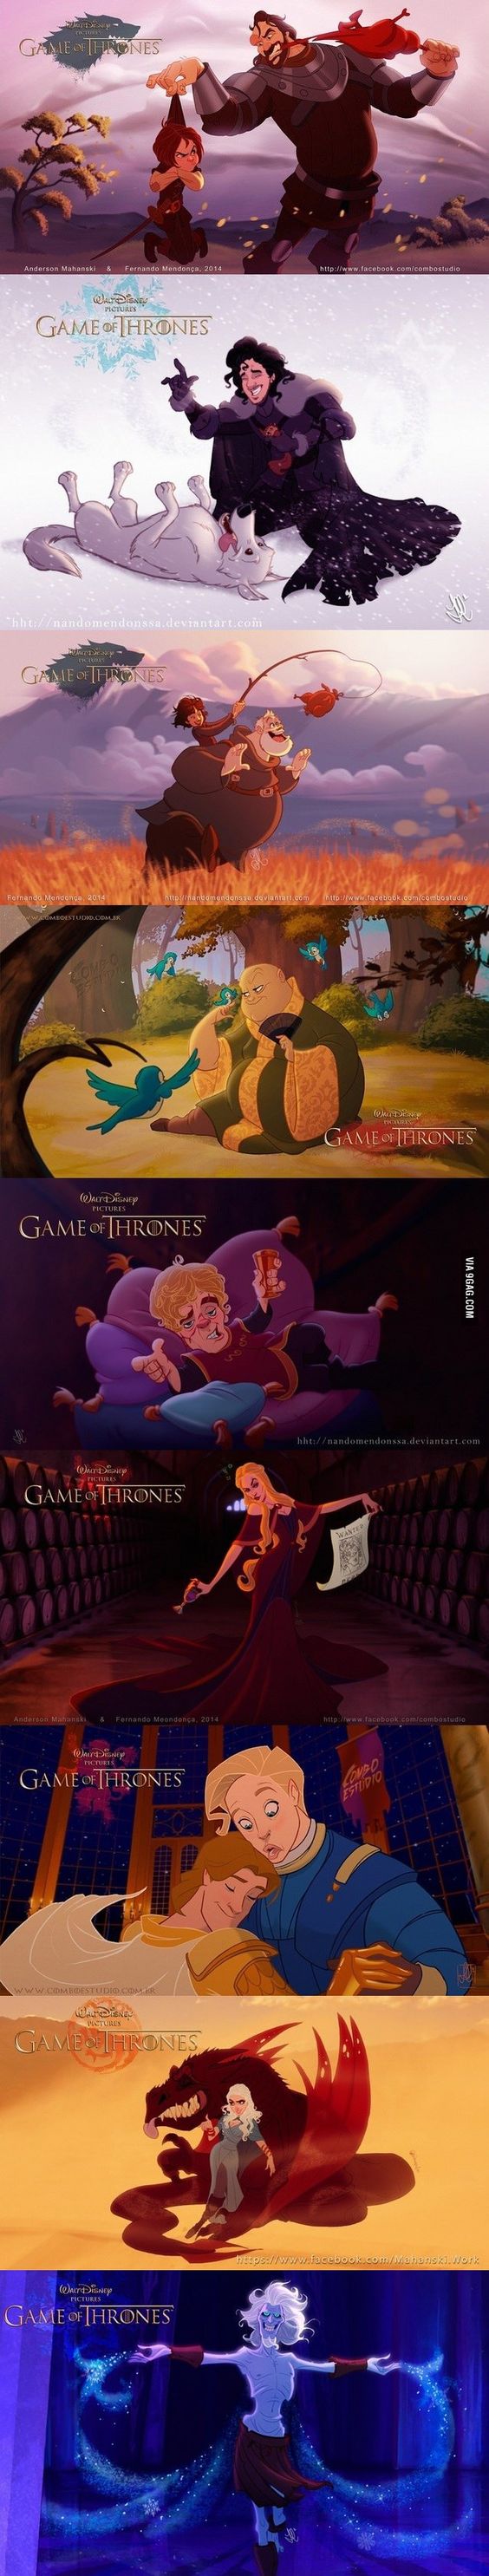 WALT DISNEY
PICTURES
GAME OF THRONES
Anderson Mahanski & Fernando Mendonça, 2014 http://www.facebook.com/combostudio
WALT DISNEY
PICTURES
GAME OF THRONES
hht://nandomendonssa.deviantart.com
WALT DISNEY
PICTURES
GAME OF THRONES
Fernando Mendonça, 2014 http://nandomendonssa.deviantart.com http://www.facebook.com/combostudio
WWW.COMBOESTUDIO.COM.BR
WALT DISNEY
PICTURES
GAME OF THRONES
WALT DISNEY
PICTURES
GAME OF THRONES
VIA 9GAG.COM
hht://nandomendonssa.deviantart.com
WALT DISNEY
PICTURES
GAME OF THRONES
WANTED
Anderson Mahanski & Fernando Meondonça, 2014 http://www.facebook.com/combostudio
WALT DISNEY
PICTURES
GAME OF THRONES
COMBO
ESTUDIO
WWW.COMBOESTUDIO.COM.BR
WALT DISNEY
PICTURES
GAME OF THRONES
https://www.facebook.com/Mahanski.Work
WALT DISNEY
PICTURES
GAME OF THRONES